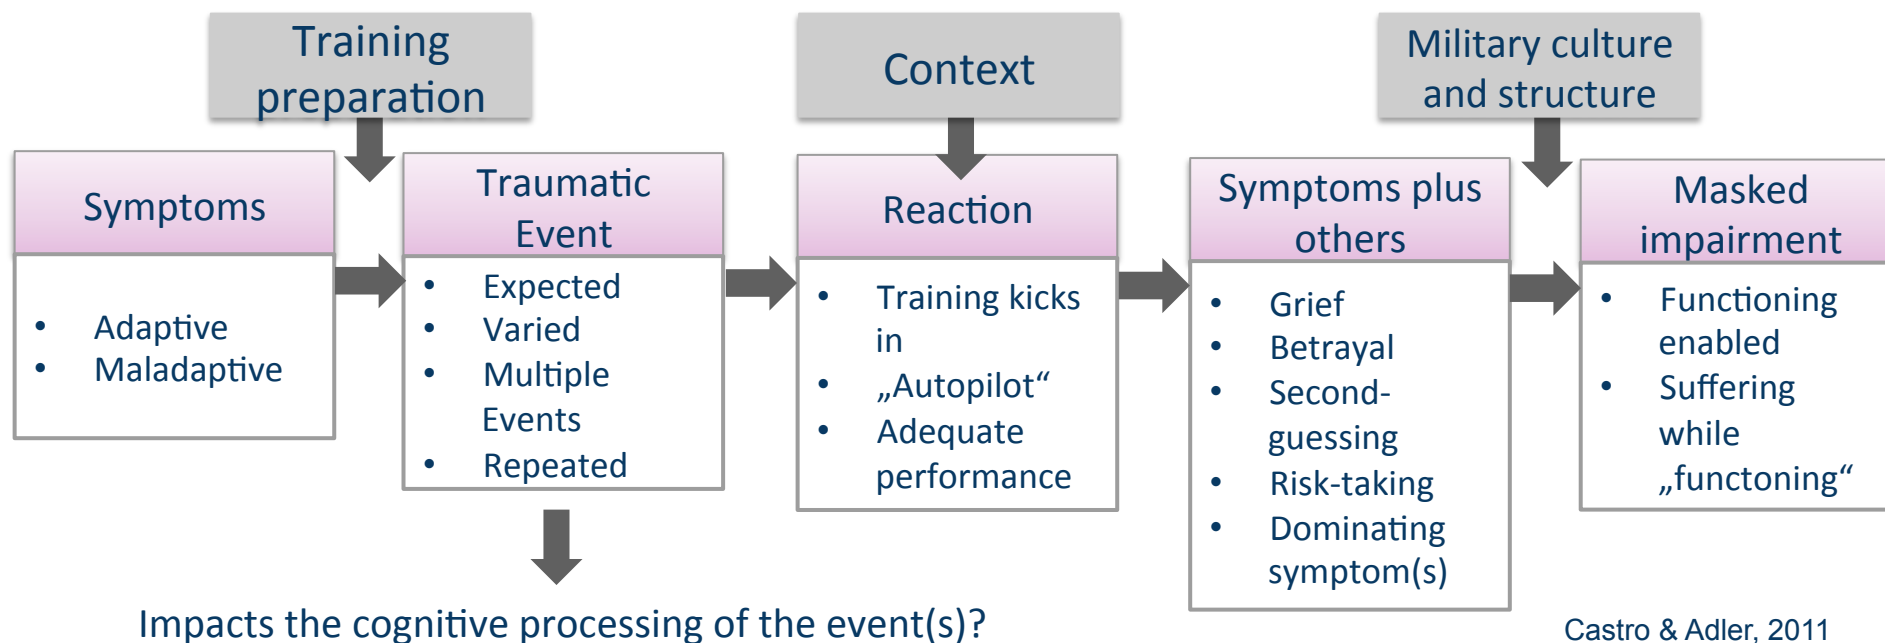 Training
preparation
Context
Military culture
and structure
Symptoms
• Adaptive
• Maladaptive
Traumatic
Event
• Expected
• Varied
• Multiple
Events
• Repeated
Reaction
• Training kicks
in
• „Autopilot“
• Adequate
performance
Symptoms plus
others
• Grief
• Betrayal
• Second-
guessing
• Risk-taking
• Dominating
symptom(s)
Masked
impairment
• Functioning
enabled
• Suffering
while
„functoning“
Impacts the cognitive processing of the event(s)?
Castro & Adler, 2011